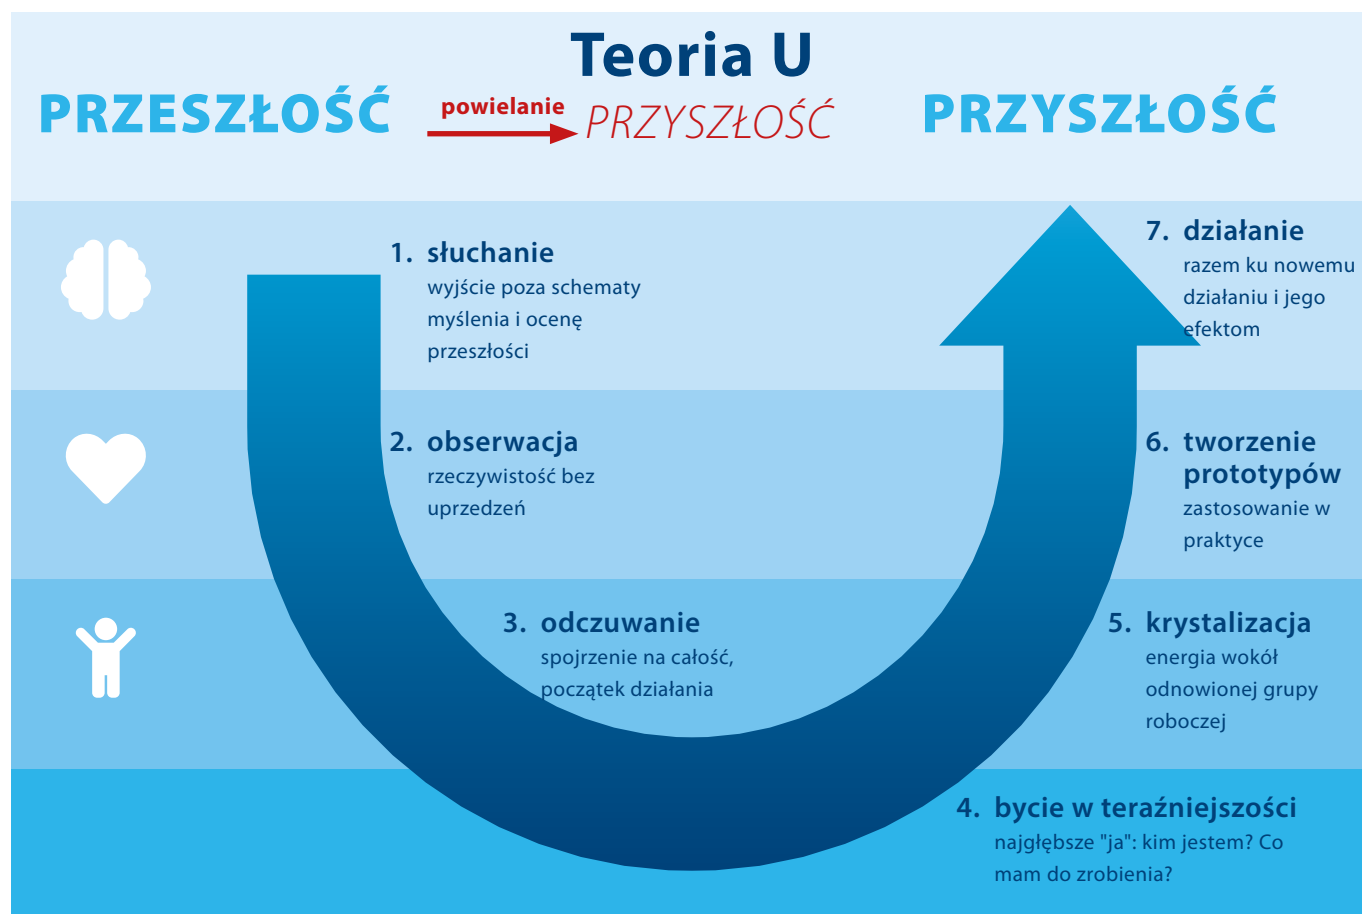 Teoria U
PRZESZŁOŚĆ
powielanie
PRZYSZŁOŚĆ
PRZYSZŁOŚĆ
1. słuchanie
wyjście poza schematy
myślenia i ocenę
przeszłości
2. obserwacja
rzeczywistość bez
uprzedzeń
3. odczuwanie
spojrzenie na całość,
początek działania
4. bycie w teraźniejszości
najgłębsze "ja": kim jestem? Co
mam do zrobienia?
5. krystalizacja
energia wokół
odnowionej grupy
roboczej
6. tworzenie
prototypów
zastosowanie w
praktyce
7. działanie
razem ku nowemu
działaniu i jego
efektom